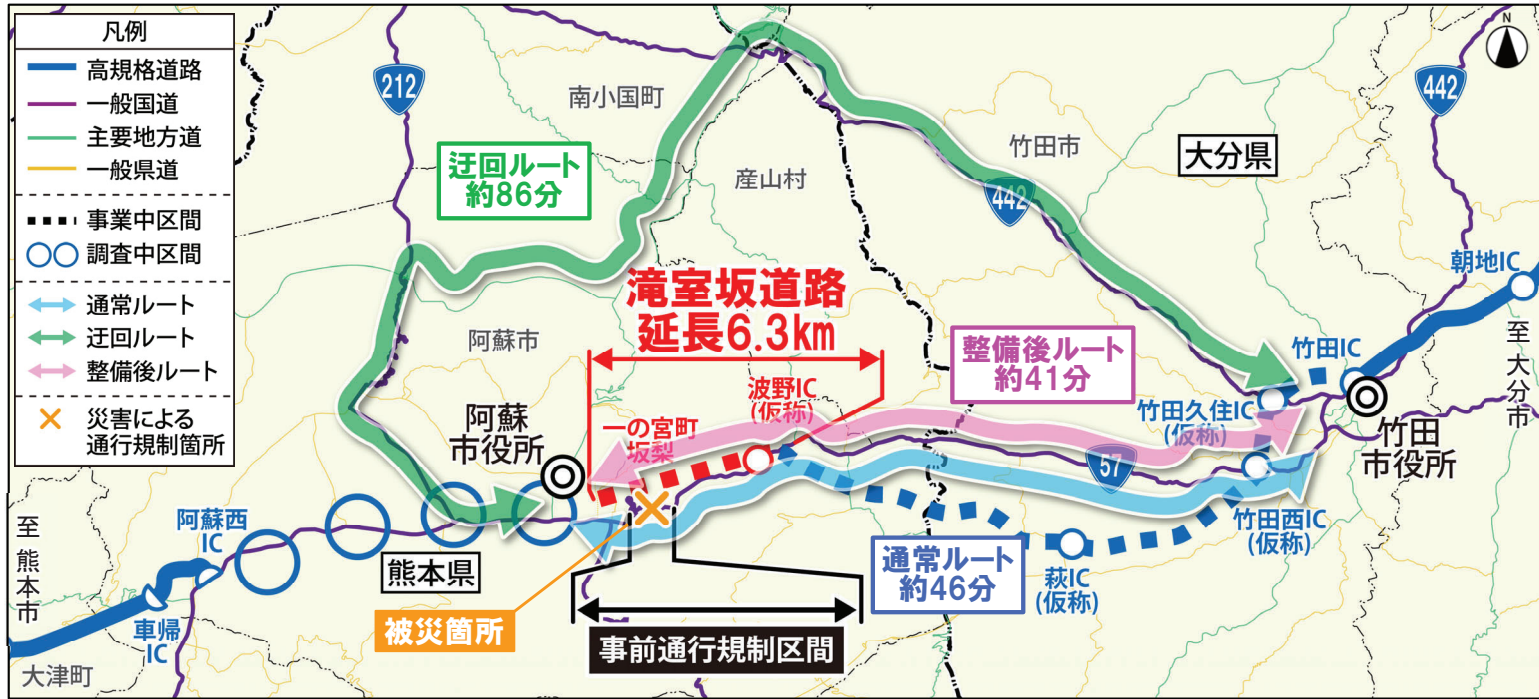 凡例
高規格道路
一般国道
主要地方道
一般県道
事業中区間
調査中区間
通常ルート
迂回ルート
整備後ルート
災害による
通行規制箇所
N
212
442
南小国町
竹田市
大分県
迂回ルート
約86分
産山村
442
朝地IC
滝室坂道路
延長6.3km
阿蘇市
整備後ルート
約41分
竹田IC
至 大分市
波野IC
(仮称)
竹田久住IC
(仮称)
一の宮町
坂梨
阿蘇
市役所
竹田
市役所
57
阿蘇西
IC
至 熊本市
竹田西IC
(仮称)
通常ルート
約46分
熊本県
萩IC
(仮称)
被災箇所
車帰
IC
事前通行規制区間
大津町